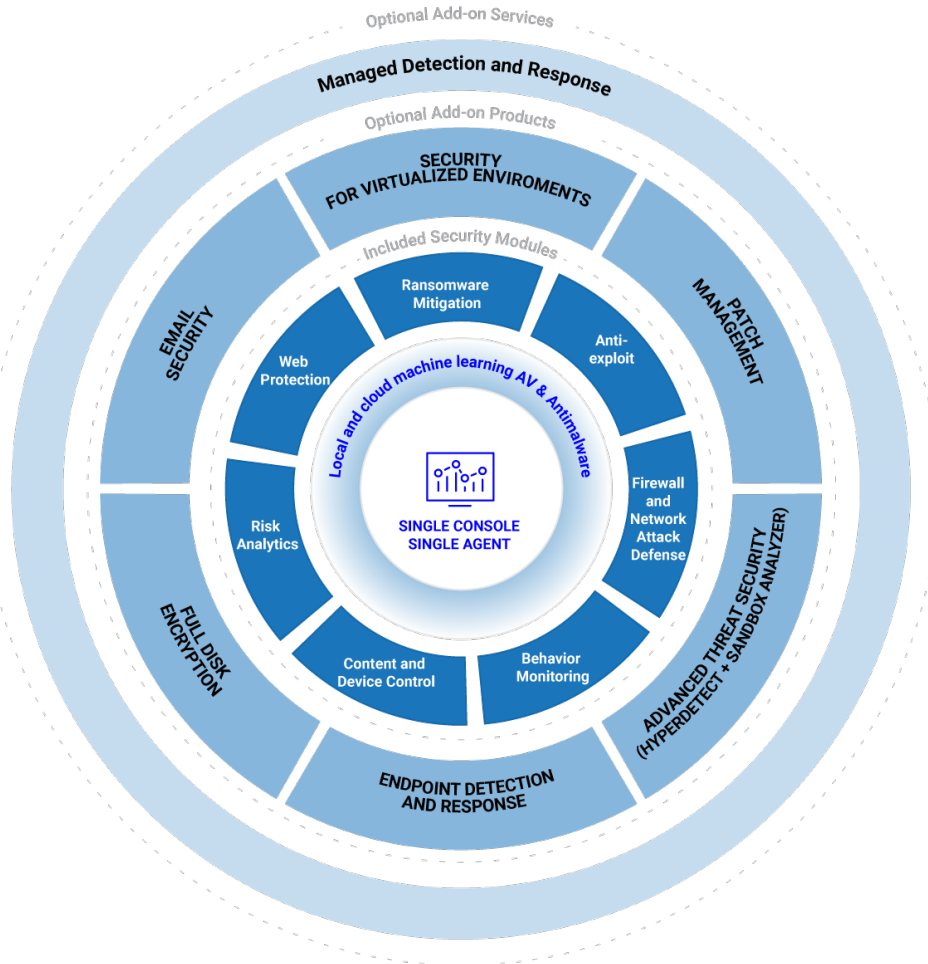 Optional Add-on Services
Managed Detection and Response
Optional Add-on Products
SECURITY
FOR VIRTUALIZED ENVIROMENTS
EMAIL
SECURITY
PATCH
MANAGEMENT
Included Security Modules
Ransomware
Mitigation
Web
Protection
Anti-
exploit
Local and cloud machine learning AV & Antimalware
SINGLE CONSOLE
SINGLE AGENT
Risk
Analytics
Firewall
and
Network
Attack
Defense
Content and
Device Control
Behavior
Monitoring
FULL DISK
ENCRYPTION
ADVANCED THREAT SECURITY
(HYPERDETECT + SANDBOX ANALYZER)
ENDPOINT DETECTION
AND RESPONSE